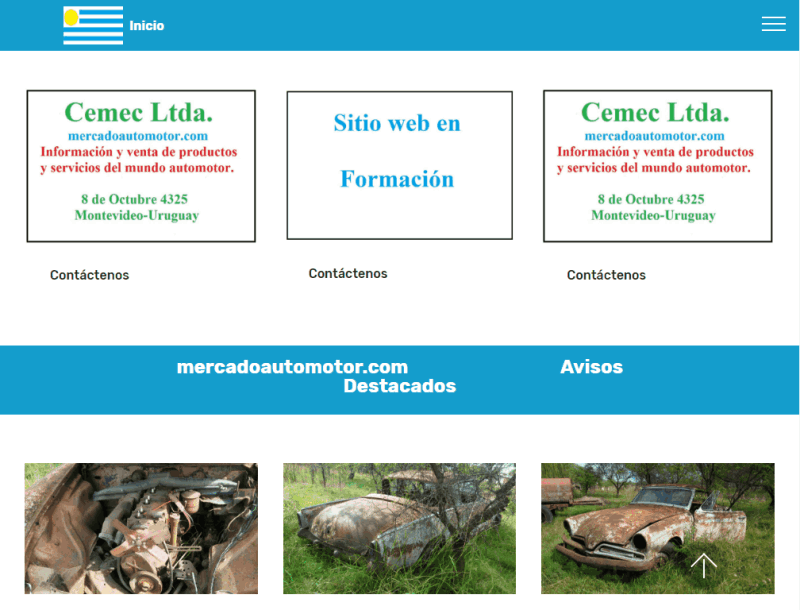 Inicio
Cemec Ltda.
mercadoautomotor.com
Información y venta de productos
y servicios del mundo automotor.
8 de Octubre 4325
Montevideo-Uruguay
Contáctenos
Sitio web en
Formación
Contáctenos
Cemec Ltda.
mercadoautomotor.com
Información y venta de productos
y servicios del mundo automotor.
8 de Octubre 4325
Montevideo-Uruguay
Contáctenos
mercadoautomotor.com Avisos
Destacados